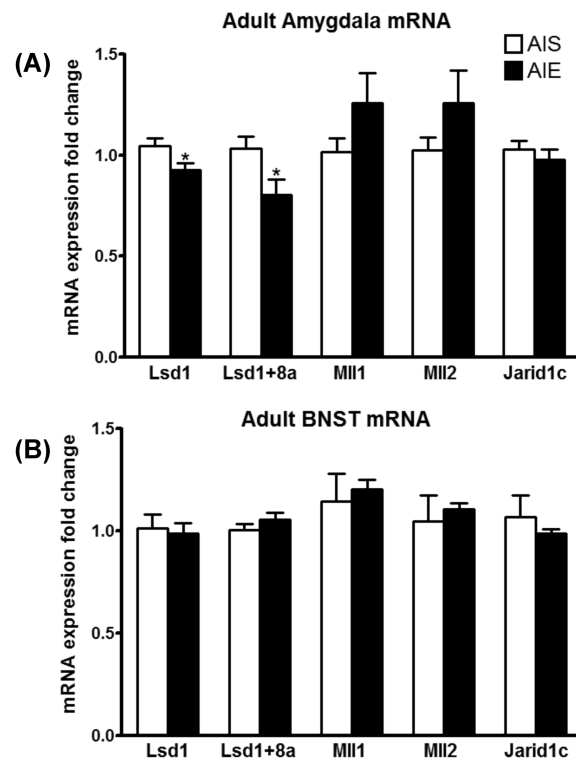 Adult Amygdala mRNA
(A)
AIS
AIE
mRNA expression fold change
1.5
1.0
0.5
0.0
*
*
Lsd1 Lsd1+8a Mll1 Mll2 Jarid1c
Adult BNST mRNA
(B)
mRNA expression fold change
1.5
1.0
0.5
0.0
Lsd1 Lsd1+8a Mll1 Mll2 Jarid1c